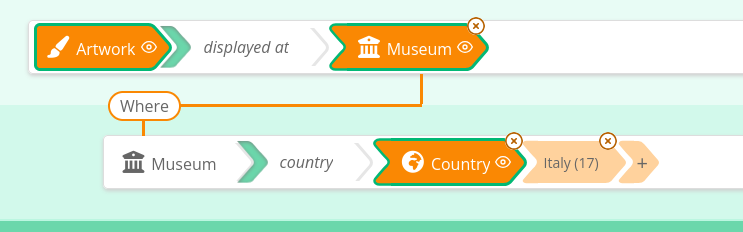 Artwork displayed at Museum
Where
Museum country Country Italy (17) +